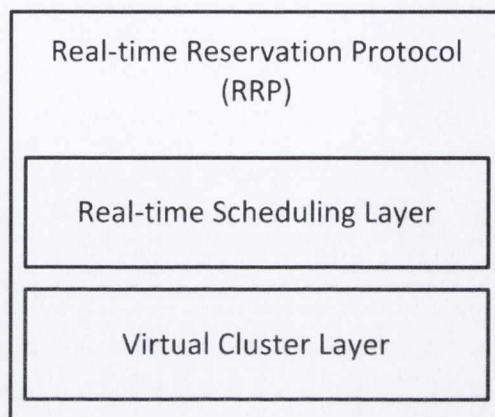 Real-time Reservation Protocol
(RRP)
Real-time Scheduling Layer
Virtual Cluster Layer